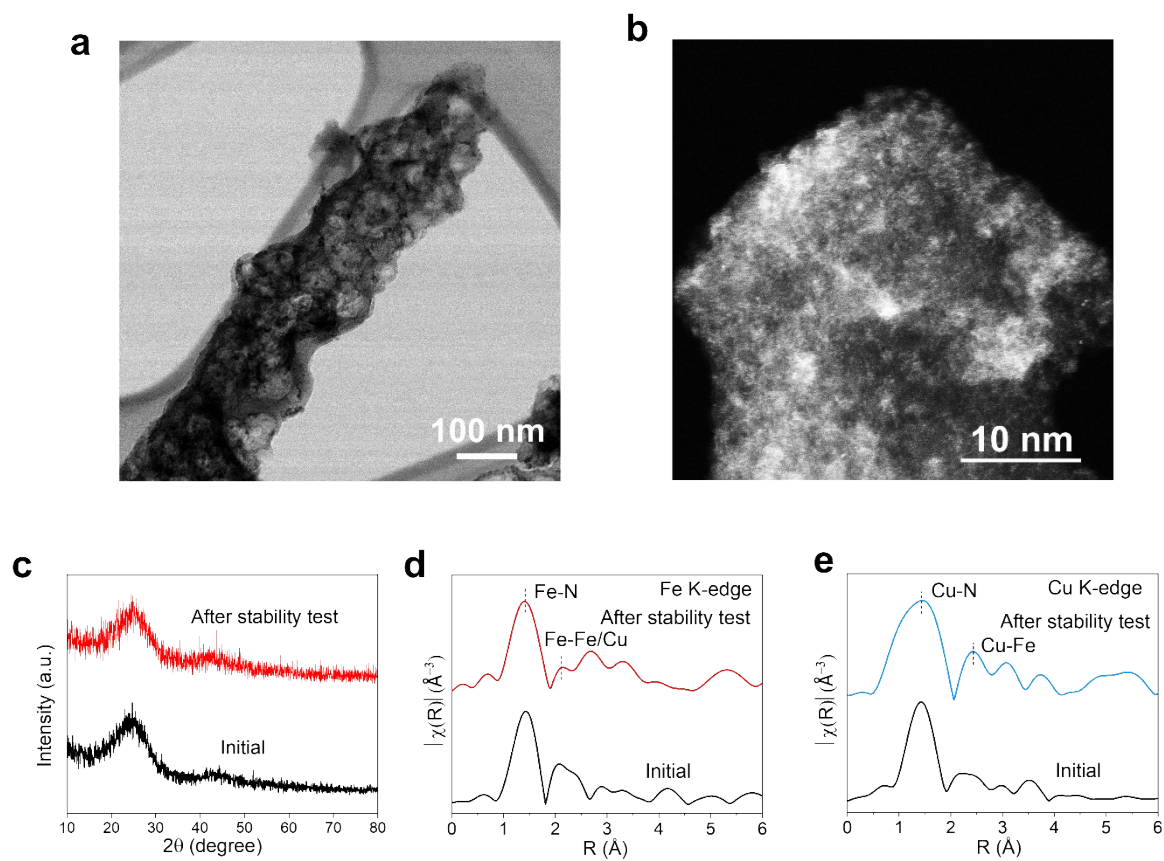 a
b
100 nm
10 nm
c
After stability test
Initial
Intensity (a.u.)
10 20 30 40 50 60 70 80
2θ (degree)
d
Fe-N
Fe K-edge
After stability test
Fe-Fe/Cu
Initial
|χ(R)| (Å⁻³)
0 1 2 3 4 5 6
R (Å)
e
Cu-N
Cu K-edge
After stability test
Cu-Fe
Initial
|χ(R)| (Å⁻³)
0 1 2 3 4 5 6
R (Å)